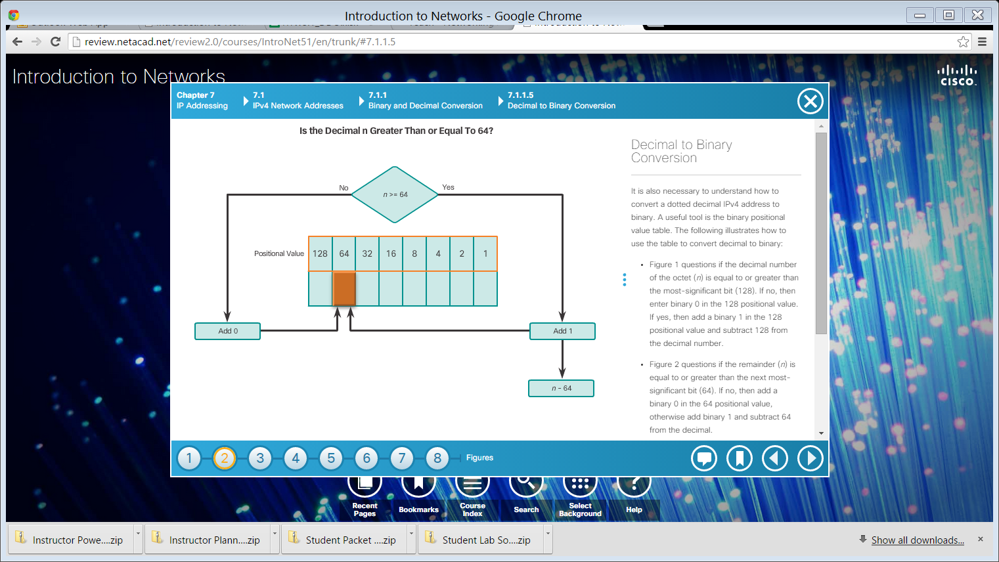 Introduction to Networks - Google Chrome
review.netacad.net/review2.0/courses/IntroNet51/en/trunk/#7.1.1.5
Introduction to Networks
CISCO
Chapter 7
IP Addressing
7.1
IPv4 Network Addresses
7.1.1
Binary and Decimal Conversion
7.1.1.5
Decimal to Binary Conversion
Is the Decimal n Greater Than or Equal To 64?
No
n >= 64
Yes
Positional Value
128 64 32 16 8 4 2 1
Add 0
Add 1
n - 64
Decimal to Binary
Conversion
It is also necessary to understand how to
convert a dotted decimal IPv4 address to
binary. A useful tool is the binary positional
value table. The following illustrates how to
use the table to convert decimal to binary:
• Figure 1 questions if the decimal number
of the octet (n) is equal to or greater than
the most-significant bit (128). If no, then
enter binary 0 in the 128 positional value.
If yes, then add a binary 1 in the 128
positional value and subtract 128 from
the decimal number.
• Figure 2 questions if the remainder (n) is
equal to or greater than the next most-
significant bit (64). If no, then add a
binary 0 in the 64 positional value,
otherwise add binary 1 and subtract 64
from the decimal.
1 2 3 4 5 6 7 8 Figures
Recent
Pages
Bookmarks
Course
Index
Search
Select
Background
?
Help
Instructor Powe....zip
Instructor Plann....zip
Student Packet ....zip
Student Lab So....zip
Show all downloads...